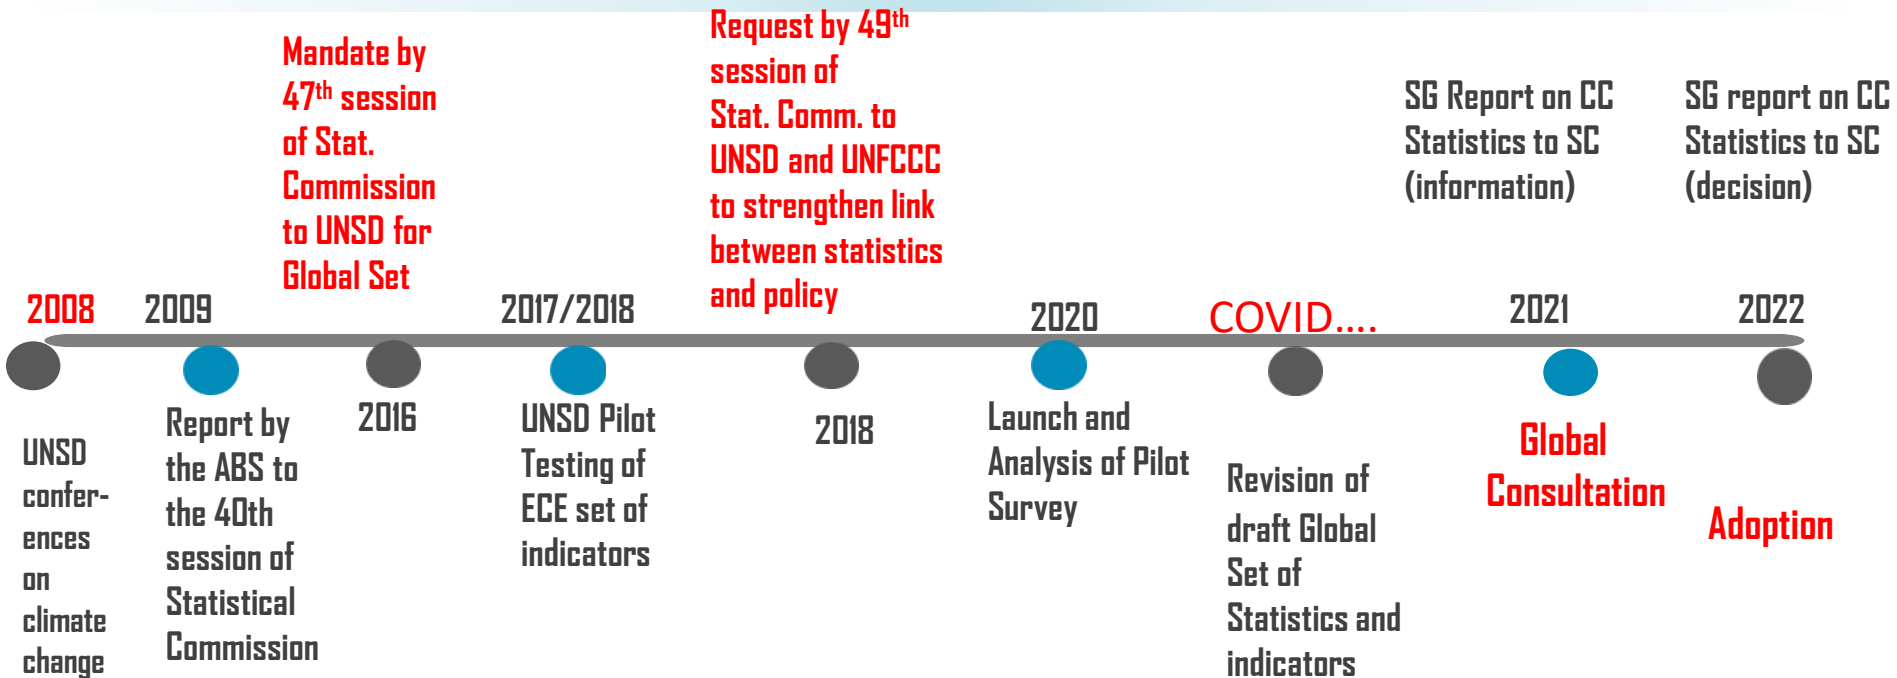 Mandate by
47th session
of Stat.
Commission
to UNSD for
Global Set
Request by 49th
session of
Stat. Comm. to
UNSD and UNFCCC
to strengthen link
between statistics
and policy
SG Report on CC
Statistics to SC
(information)
SG report on CC
Statistics to SC
(decision)
2008
2009
2017/2018
2020
COVID....
2021
2022
UNSD
confer-
ences
on
climate
change
Report by
the ABS to
the 40th
session of
Statistical
Commission
2016
UNSD Pilot
Testing of
ECE set of
indicators
2018
Launch and
Analysis of Pilot
Survey
Revision of
draft Global
Set of
Statistics and
indicators
Global
Consultation
Adoption